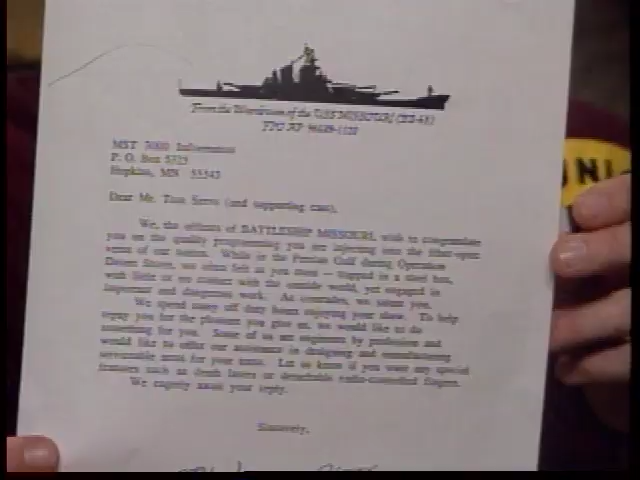 From the Wardroom of the USS MISSOURI (BB-63)
FPO AP 96689-1120
MST 3000 Information
P. O. Box 5325
Hopkins, MN 55343
Dear Mr. Tom Servo (and supporting cast),
We, the officers of BATTLESHIP MISSOURI, wish to congratulate
you on the quality programming you are injecting into the
of our nation. While in the Persian Gulf during Operation
Desert Storm, we often felt as you must - trapped in a steel box,
with little or no contact with the outside world, yet engaged in
important and dangerous work. As comrades, we salute you.
We spend many off duty hours enjoying your show. To help
repay you for the pleasure you give us, we would like to do
something for you. Some of us are engineers by profession and
would like to offer our assistance in designing and manufacturing
serviceable arms for your torso. Let us know if you want any special
features such as death lasers or detachable radio-controlled fingers.
We eagerly await your reply.
Sincerely,
UNI